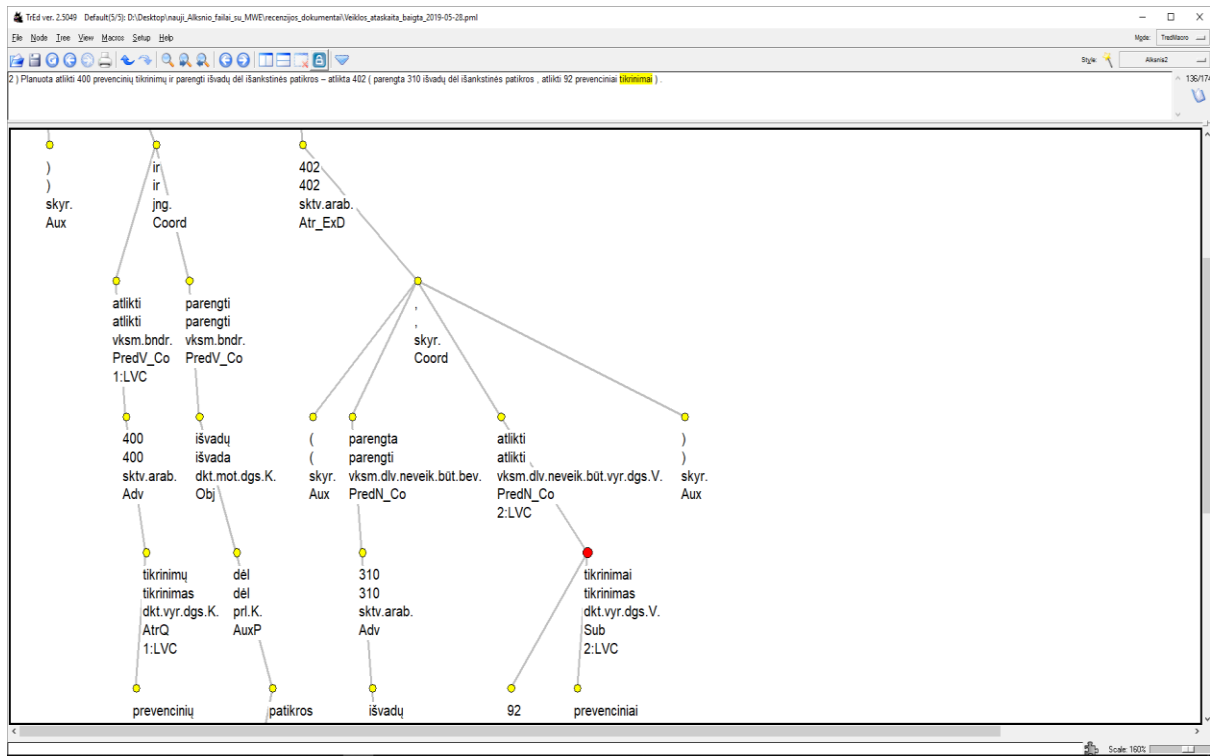 TrEd ver. 2.5049 Default(5/5): D:\Desktop\nauji_Alksnio_failai_su_MWE\recenzijos_dokumentai\Veiklos_ataskaita_baigta_2019-05-28.pml
File Node Tree View Macros Setup Help
Mode: TredMacro
Style: Alksnis2
2 ) Planuota atlikti 400 prevencinių tikrinimų ir parengti išvadų dėl išankstinės patikros – atlikta 402 ( parengta 310 išvadų dėl išankstinės patikros , atlikti 92 prevenciniai tikrinimai ) .
136/174
) ir 402
) ir 402
skyr. jng. sktv.arab.
Aux Coord Atr_ExD
atlikti parengti ,
atlikti parengti ,
vksm.bndr. vksm.bndr. skyr.
PredV_Co PredV_Co Coord
1:LVC
400 išvadų ( parengta atlikti )
400 išvada ( parengti atlikti )
sktv.arab. dkt.mot.dgs.K. skyr. vksm.dlv.neveik.būt.bev. vksm.dlv.neveik.būt.vyr.dgs.V. skyr.
Adv Obj Aux PredN_Co PredN_Co Aux
2:LVC
tikrinimų dėl 310 tikrinimai
tikrinimas dėl 310 tikrinimas
dkt.vyr.dgs.K. prl.K. sktv.arab. dkt.vyr.dgs.V.
AtrQ AuxP Adv Sub
1:LVC 2:LVC
prevencinių patikros išvadų 92 prevenciniai
Scale: 160%